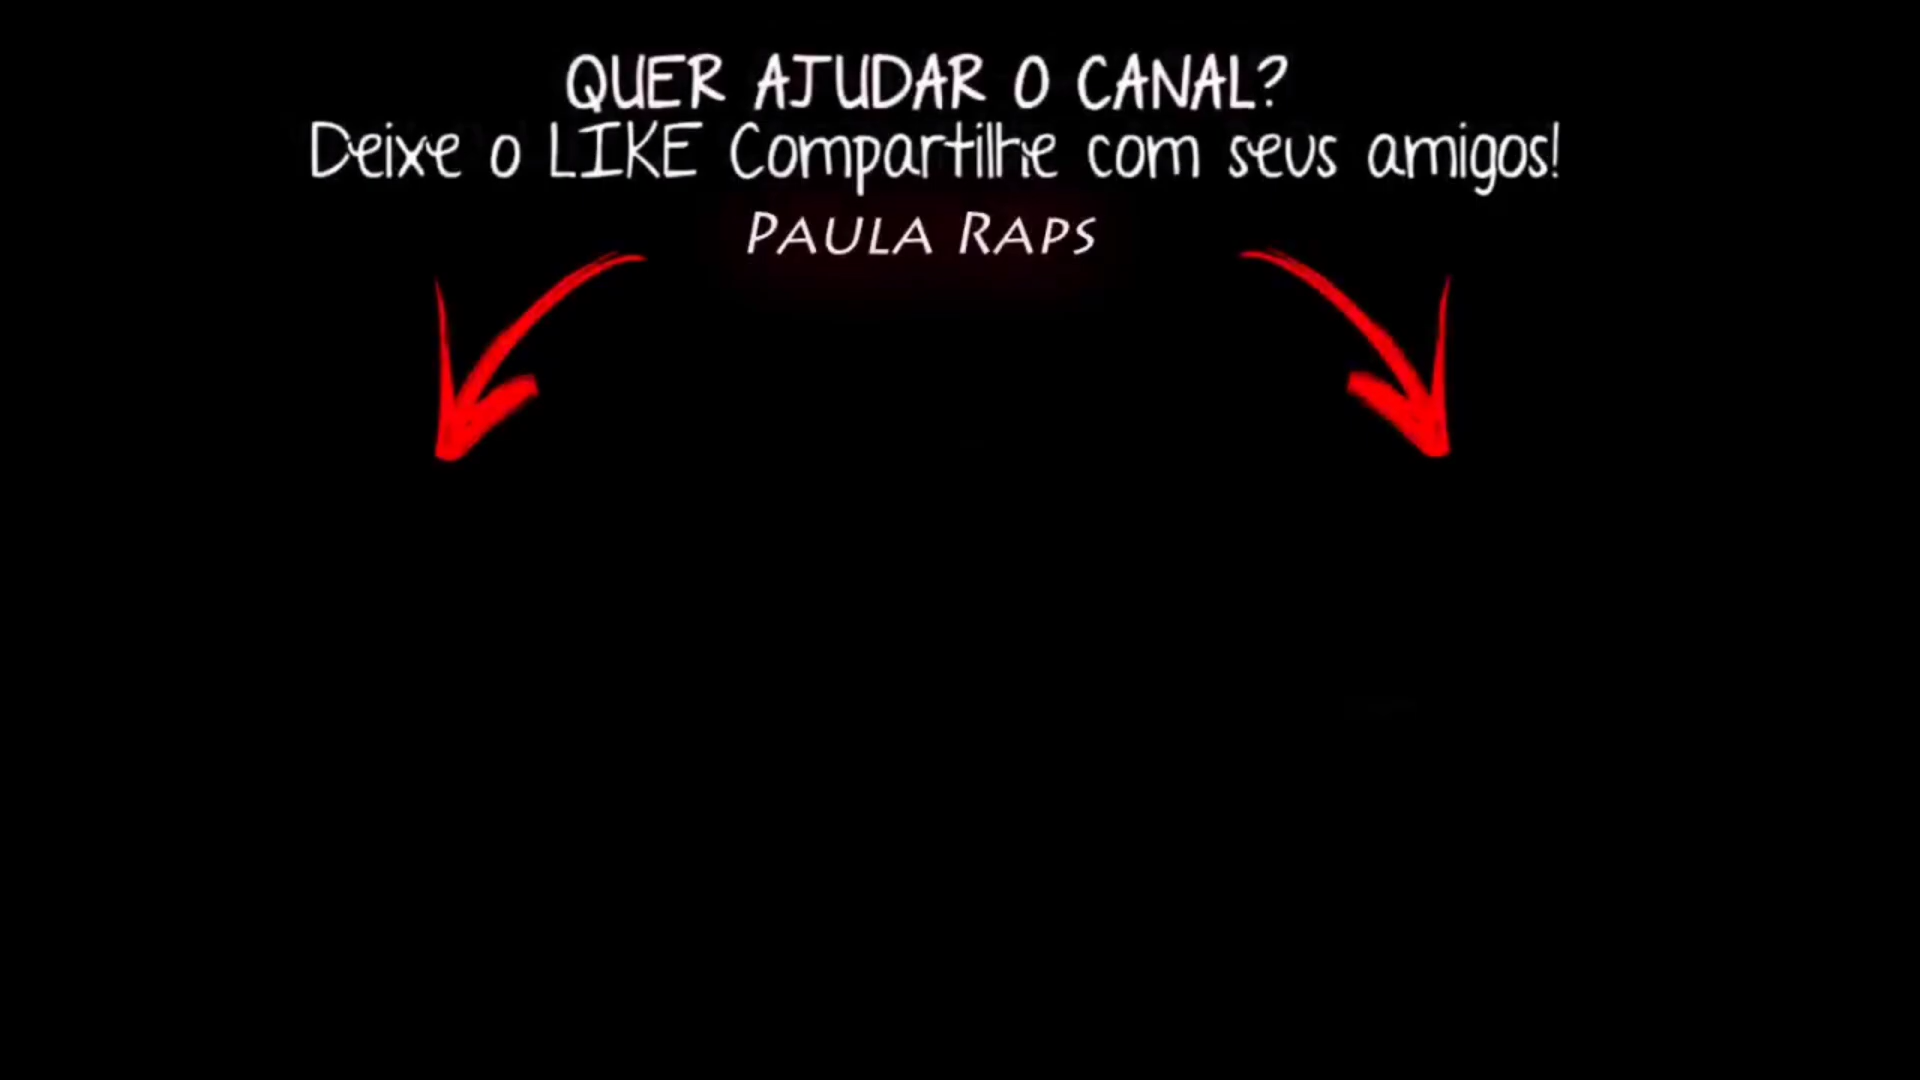 QUER AJUDAR O CANAL?
Deixe o LIKE Compartilhe com seus amigos!
PAULA RAPS